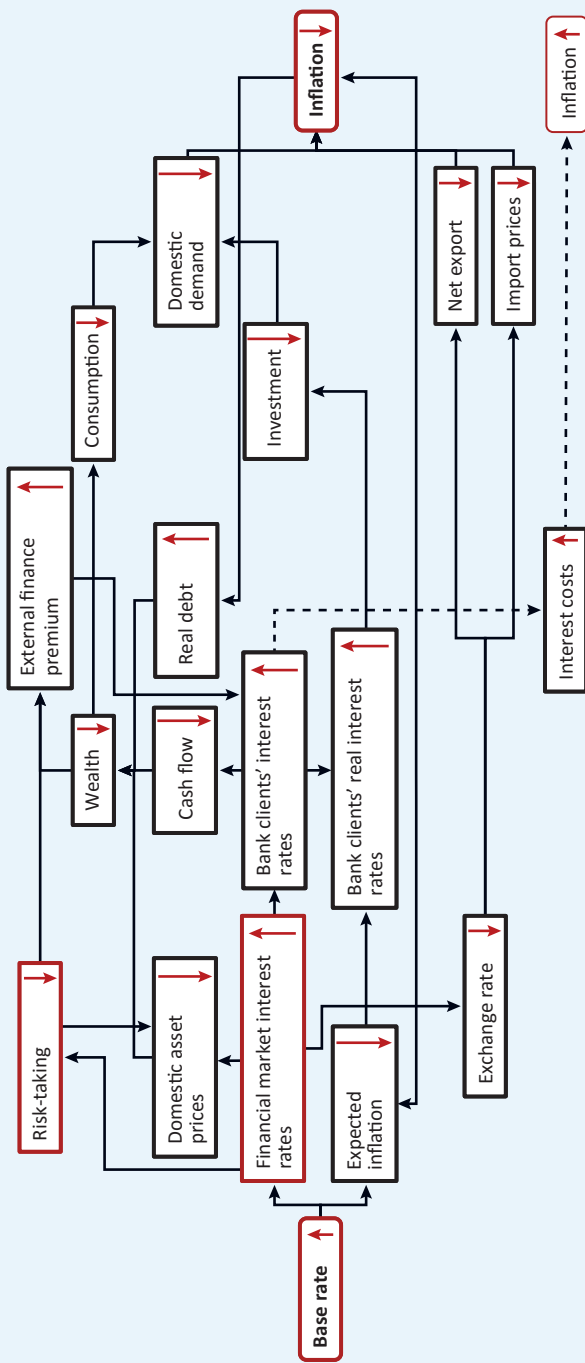 Base rate
Risk-taking
Domestic asset
prices
Financial market interest
rates
Expected
inflation
Exchange rate
External finance
premium
Wealth
Cash flow
Real debt
Bank clients' interest
rates
Bank clients' real interest
rates
Interest costs
Consumption
Domestic
demand
Investment
Net export
Import prices
Inflation
Inflation